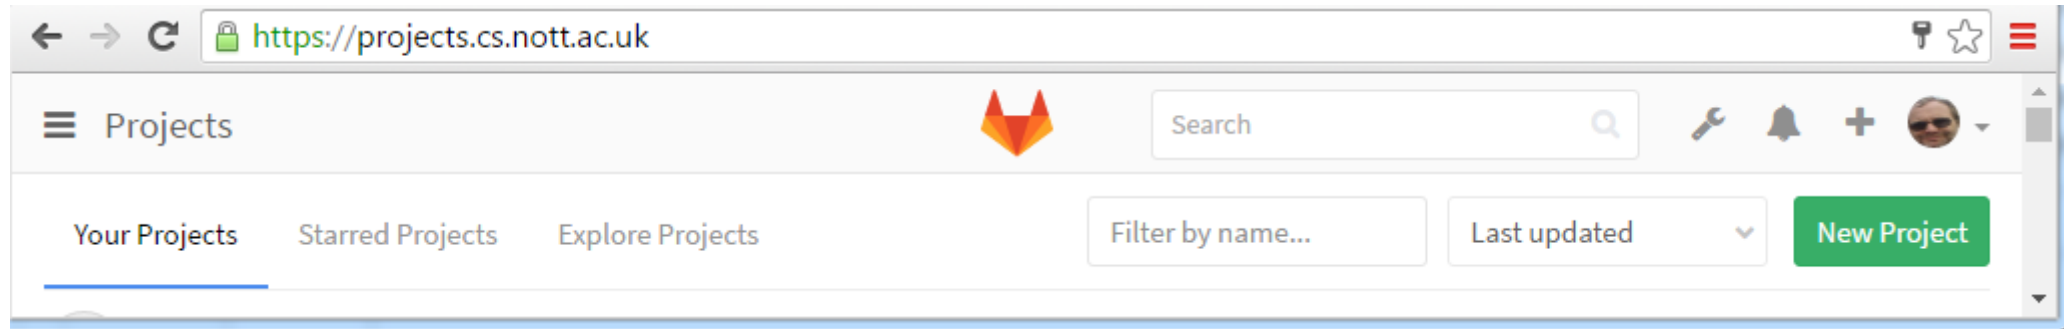 https://projects.cs.nott.ac.uk
Projects Search
Your Projects Starred Projects Explore Projects Filter by name... Last updated New Project